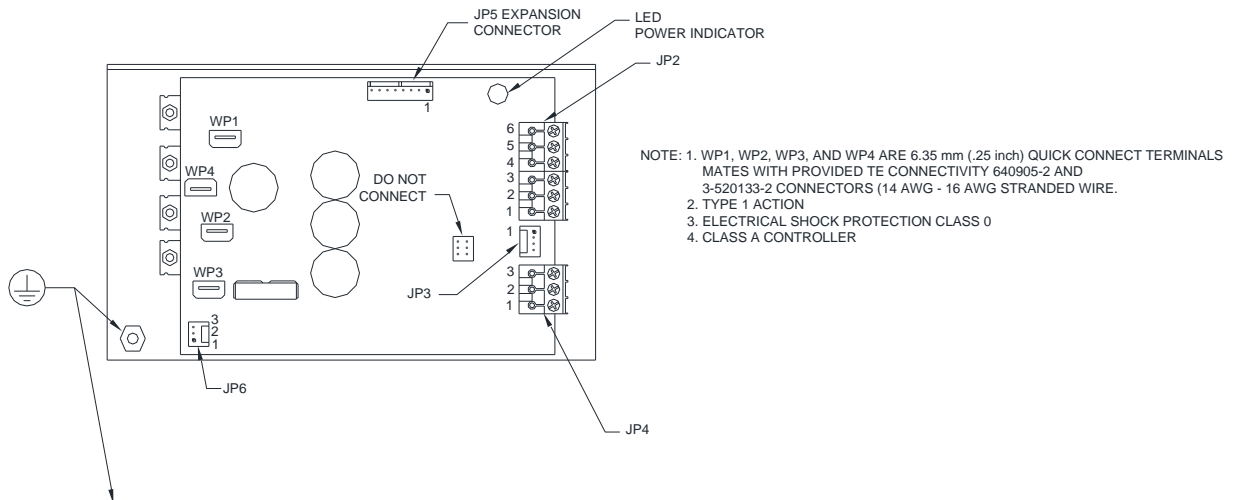 JP5 EXPANSION
CONNECTOR
LED
POWER INDICATOR
JP2
1
WP1
WP4
WP2
WP3
DO NOT
CONNECT
6
5
4
3
2
1
1
JP3
3
2
1
3
2
1
JP6
JP4
NOTE: 1. WP1, WP2, WP3, AND WP4 ARE 6.35 mm (.25 inch) QUICK CONNECT TERMINALS
MATES WITH PROVIDED TE CONNECTIVITY 640905-2 AND
3-520133-2 CONNECTORS (14 AWG - 16 AWG STRANDED WIRE.
2. TYPE 1 ACTION
3. ELECTRICAL SHOCK PROTECTION CLASS 0
4. CLASS A CONTROLLER